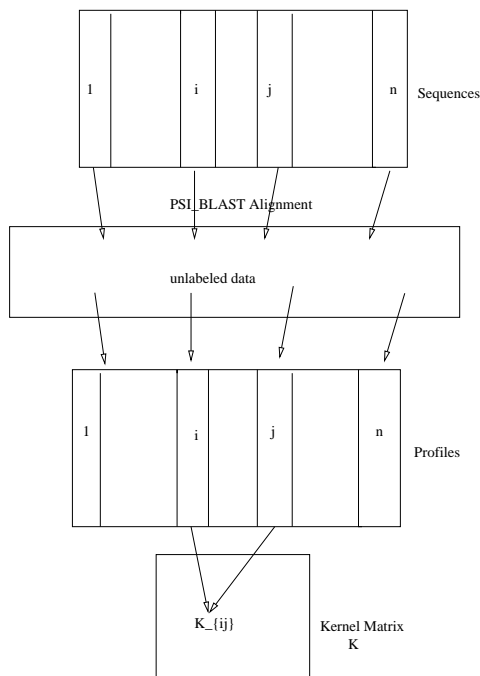 1 i j n
Sequences
PSI_BLAST Alignment
unlabeled data
1 i j n
Profiles
K_{ij}
Kernel Matrix
K